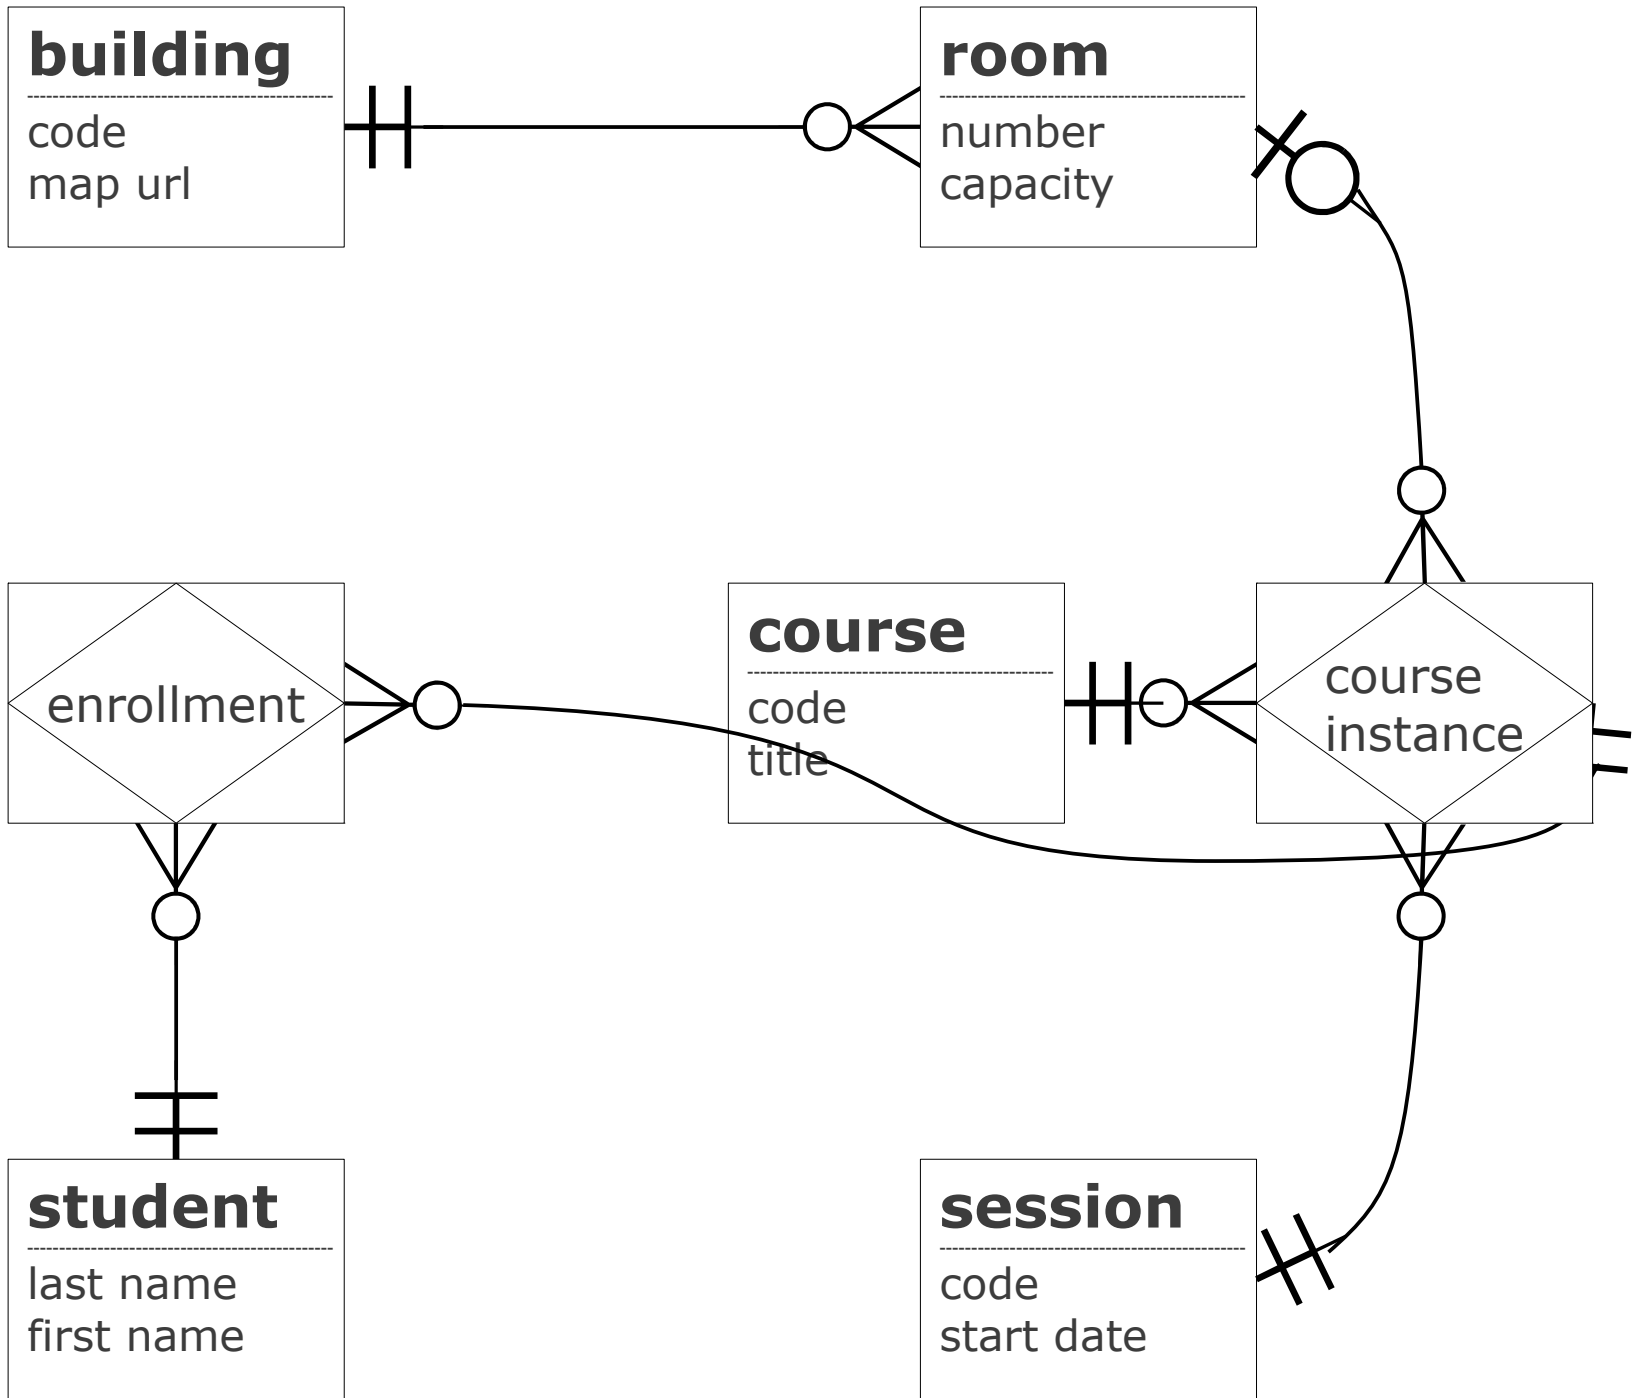 building
code
map url
room
number
capacity
enrollment
course
code
title
course
instance
student
last name
first name
session
code
start date